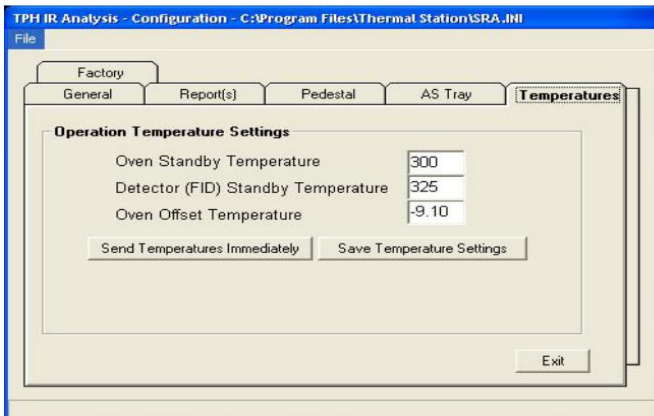 TPH IR Analysis - Configuration - C:\Program Files\Thermal Station\SRA.INI
File
Factory
General Report(s) Pedestal AS Tray Temperatures
Operation Temperature Settings
Oven Standby Temperature 300
Detector (FID) Standby Temperature 325
Oven Offset Temperature -9.10
Send Temperatures Immediately Save Temperature Settings
Exit